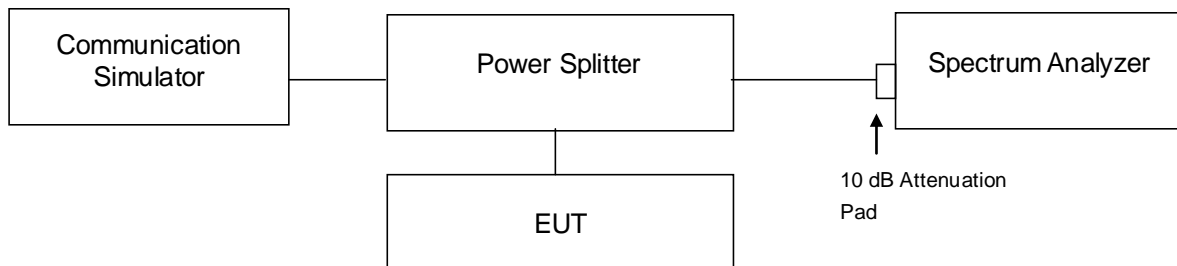 Communication
Simulator
Power Splitter
Spectrum Analyzer
10 dB Attenuation
Pad
EUT